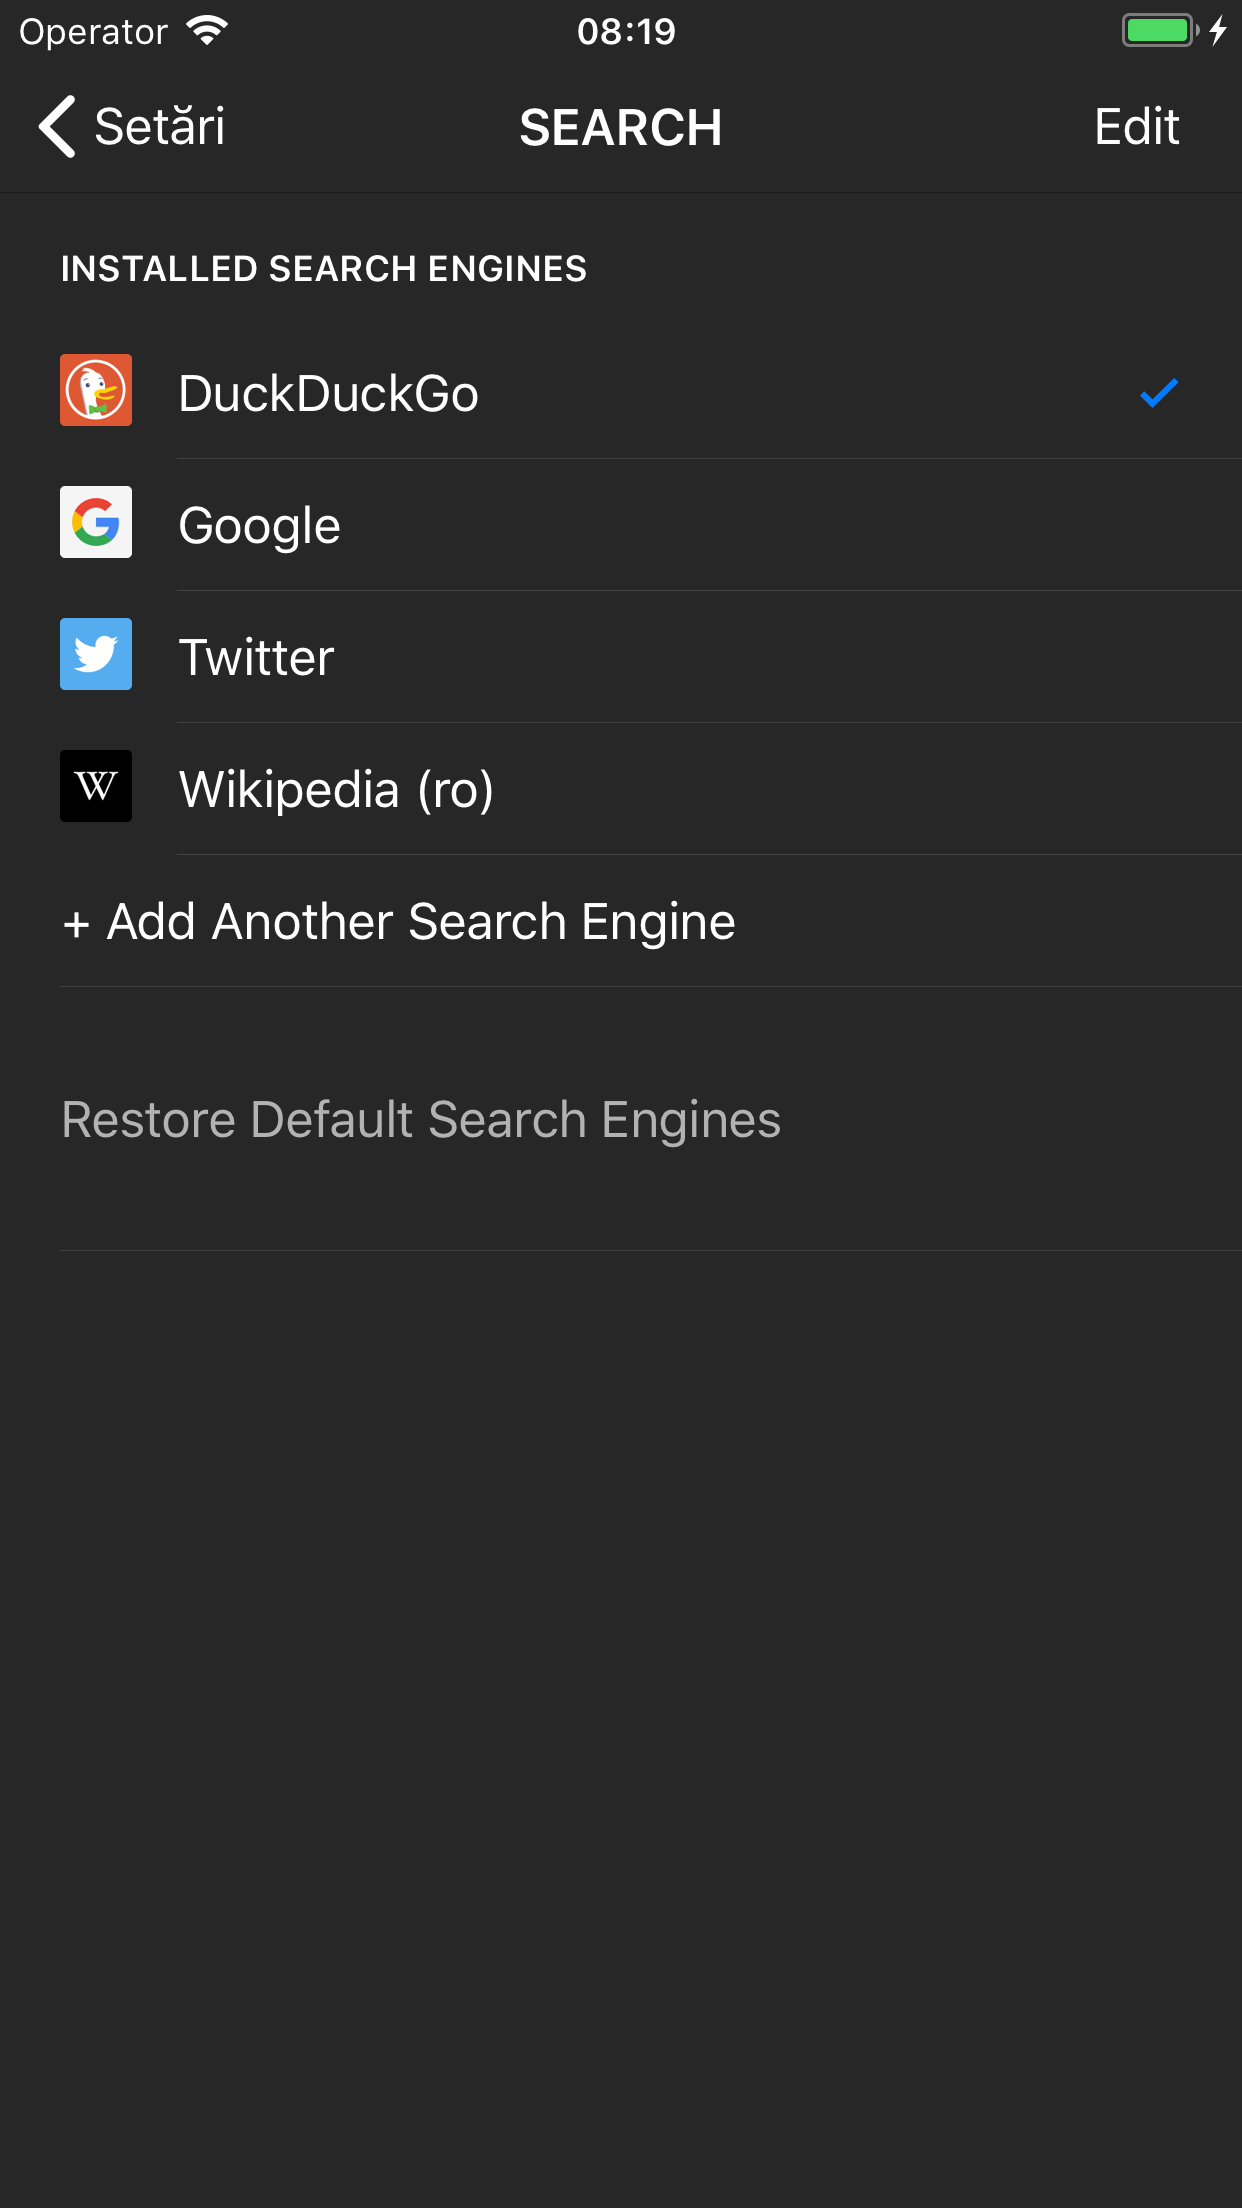 Operator 08:19
Setări SEARCH Edit
INSTALLED SEARCH ENGINES
DuckDuckGo
Google
Twitter
W Wikipedia (ro)
+ Add Another Search Engine
Restore Default Search Engines